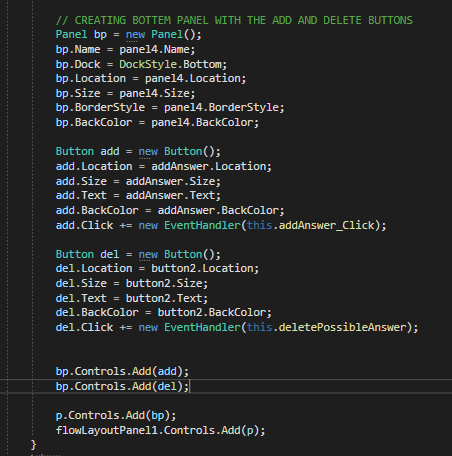 // CREATING BOTTEM PANEL WITH THE ADD AND DELETE BUTTONS
Panel bp = new Panel();
bp.Name = panel4.Name;
bp.Dock = DockStyle.Bottom;
bp.Location = panel4.Location;
bp.Size = panel4.Size;
bp.BorderStyle = panel4.BorderStyle;
bp.BackColor = panel4.BackColor;
Button add = new Button();
add.Location = addAnswer.Location;
add.Size = addAnswer.Size;
add.Text = addAnswer.Text;
add.BackColor = addAnswer.BackColor;
add.Click += new EventHandler(this.addAnswer_Click);
Button del = new Button();
del.Location = button2.Location;
del.Size = button2.Size;
del.Text = button2.Text;
del.BackColor = button2.BackColor;
del.Click += new EventHandler(this.deletePossibleAnswer);
bp.Controls.Add(add);
bp.Controls.Add(del);
p.Controls.Add(bp);
flowLayoutPanel1.Controls.Add(p);
}